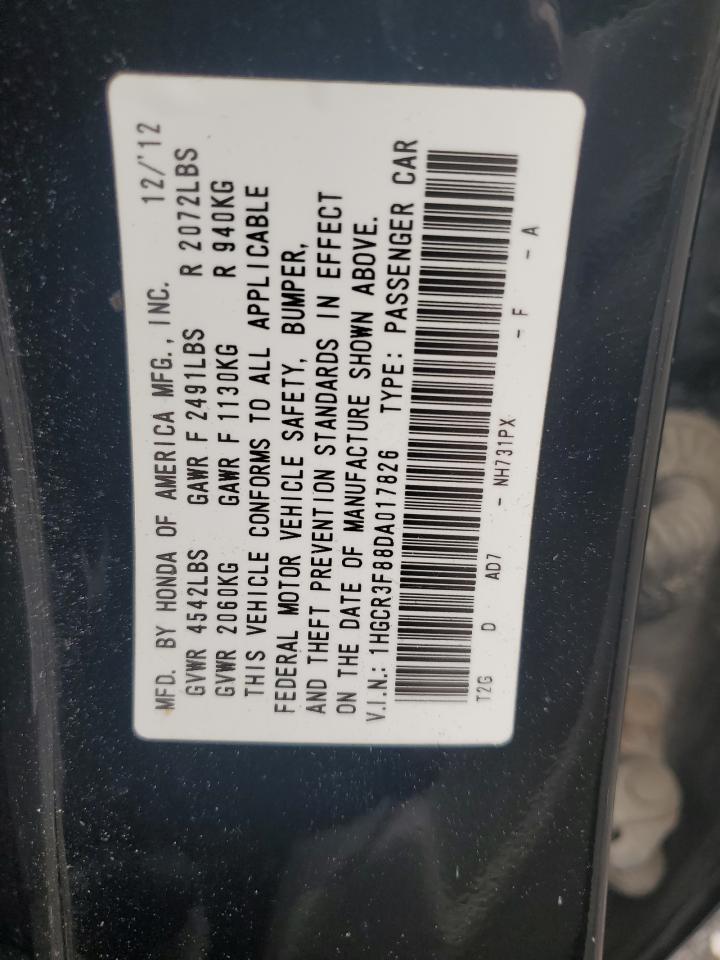 MFD. BY HONDA OF AMERICA MFG., INC. 12/'12
GVWR 4542LBS GAWR F 2491LBS R 2072LBS
GVWR 2060KG GAWR F 1130KG R 940KG
THIS VEHICLE CONFORMS TO ALL APPLICABLE
FEDERAL MOTOR VEHICLE SAFETY, BUMPER,
AND THEFT PREVENTION STANDARDS IN EFFECT
ON THE DATE OF MANUFACTURE SHOWN ABOVE.
V.I.N.: 1HGCR3F88DA017826 TYPE: PASSENGER CAR
T2G D AD7 - NH731PX - F - A